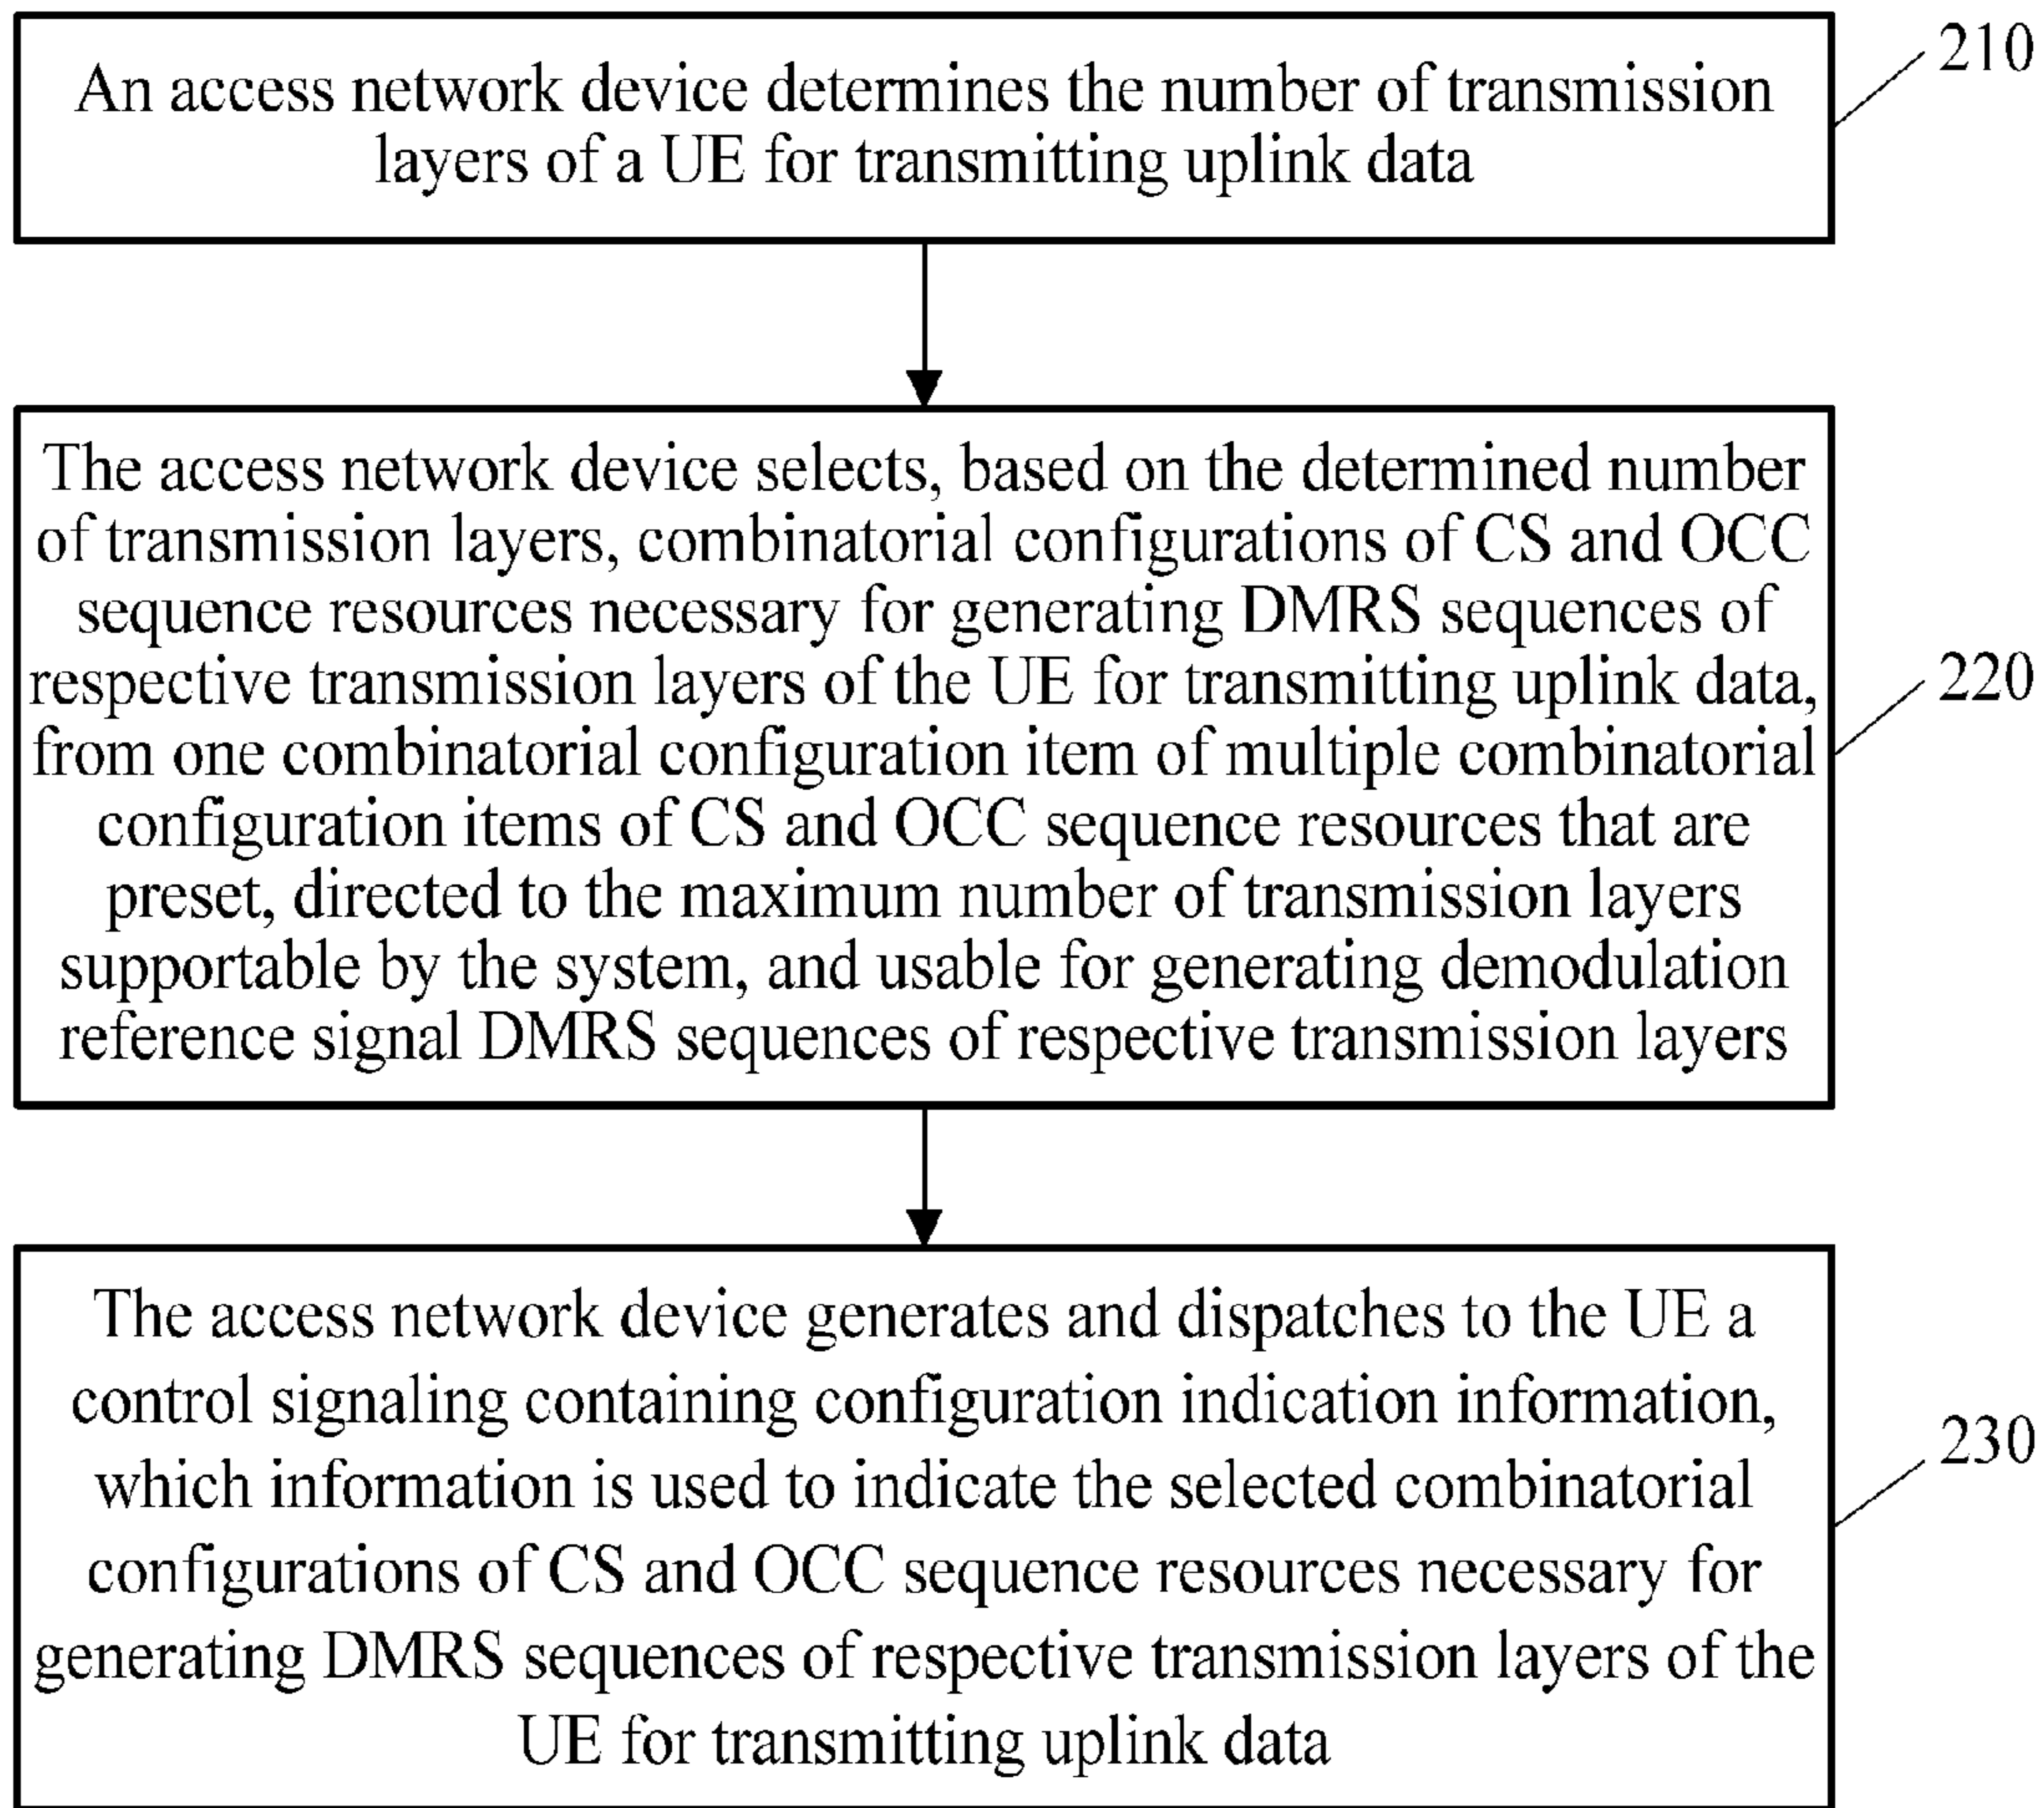 An access network device determines the number of transmission
layers of a UE for transmitting uplink data
210
The access network device selects, based on the determined number
of transmission layers, combinatorial configurations of CS and OCC
sequence resources necessary for generating DMRS sequences of
respective transmission layers of the UE for transmitting uplink data,
from one combinatorial configuration item of multiple combinatorial
configuration items of CS and OCC sequence resources that are
preset, directed to the maximum number of transmission layers
supportable by the system, and usable for generating demodulation
reference signal DMRS sequences of respective transmission layers
220
The access network device generates and dispatches to the UE a
control signaling containing configuration indication information,
which information is used to indicate the selected combinatorial
configurations of CS and OCC sequence resources necessary for
generating DMRS sequences of respective transmission layers of the
UE for transmitting uplink data
230